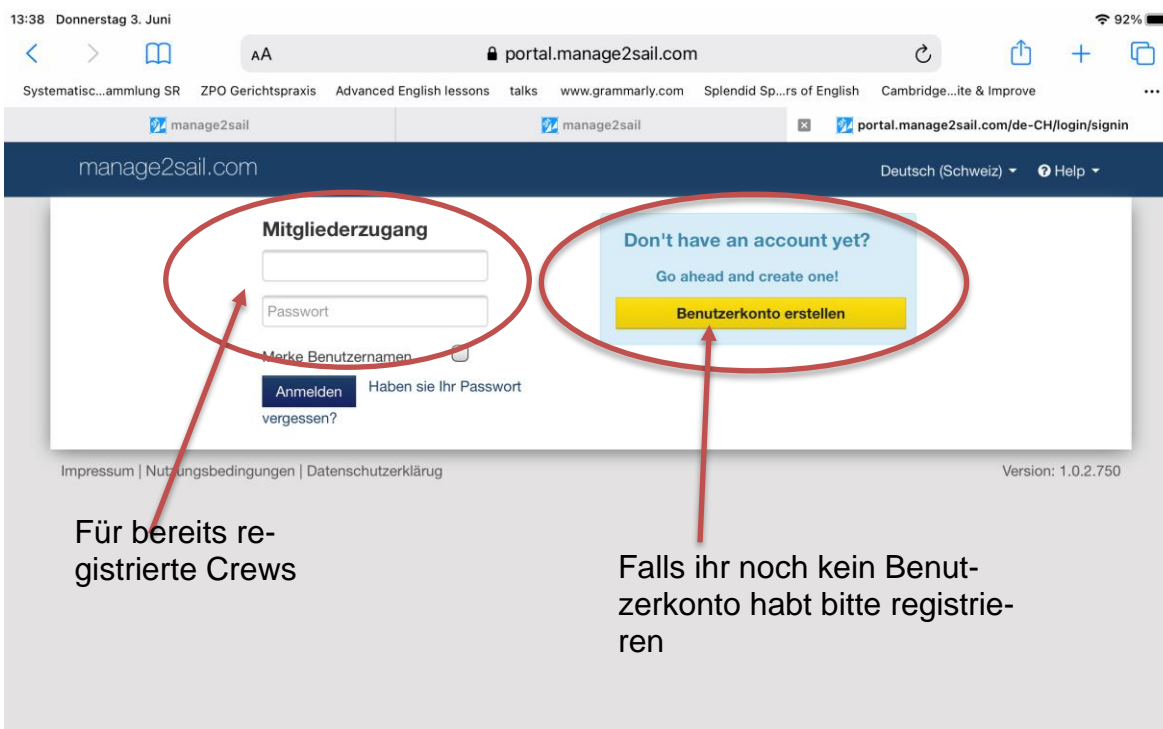 13:38 Donnerstag 3. Juni
92%
AA
portal.manage2sail.com
Systematisc...ammlung SR ZPO Gerichtspraxis Advanced English lessons talks www.grammarly.com Splendid Sp...rs of English Cambridge...ite & Improve ...
manage2sail
manage2sail
portal.manage2sail.com/de-CH/login/signin
manage2sail.com
Deutsch (Schweiz)
Help
Mitgliederzugang
Passwort
Merke Benutzernamen
Anmelden Haben sie Ihr Passwort
vergessen?
Don't have an account yet?
Go ahead and create one!
Benutzerkonto erstellen
Impressum | Nutzungsbedingungen | Datenschutzerklärug
Version: 1.0.2.750
Für bereits re-
gistrierte Crews
Falls ihr noch kein Benut-
zerkonto habt bitte registrie-
ren